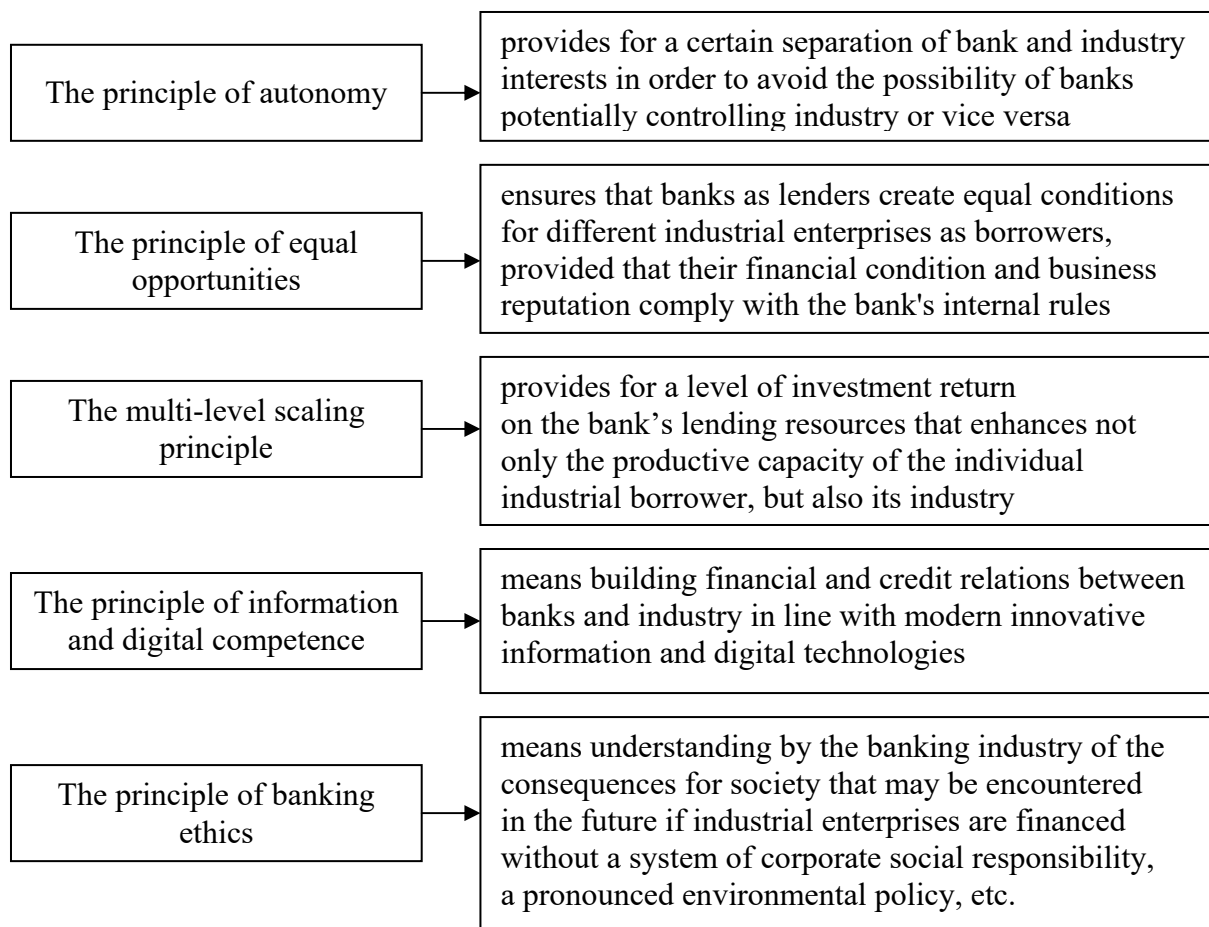 The principle of autonomy
provides for a certain separation of bank and industry
interests in order to avoid the possibility of banks
potentially controlling industry or vice versa
The principle of equal
opportunities
ensures that banks as lenders create equal conditions
for different industrial enterprises as borrowers,
provided that their financial condition and business
reputation comply with the bank's internal rules
The multi-level scaling
principle
provides for a level of investment return
on the bank’s lending resources that enhances not
only the productive capacity of the individual
industrial borrower, but also its industry
The principle of information
and digital competence
means building financial and credit relations between
banks and industry in line with modern innovative
information and digital technologies
The principle of banking
ethics
means understanding by the banking industry of the
consequences for society that may be encountered
in the future if industrial enterprises are financed
without a system of corporate social responsibility,
a pronounced environmental policy, etc.